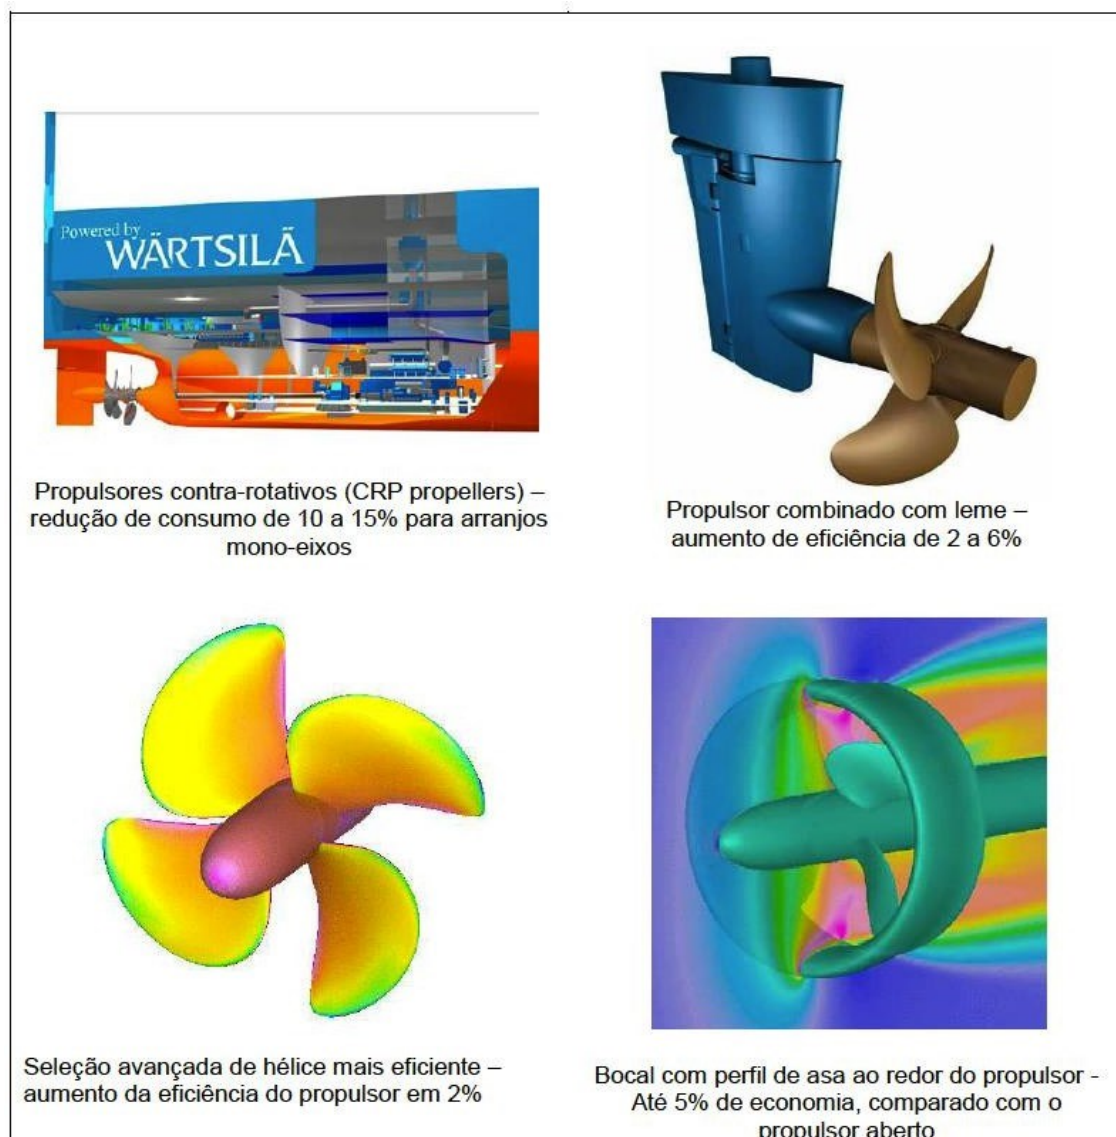 Powered by
WÄRTSILÄ
Propulsores contra-rotativos (CRP propellers) –
redução de consumo de 10 a 15% para arranjos
mono-eixos
Propulsor combinado com leme –
aumento de eficiência de 2 a 6%
Seleção avançada de hélice mais eficiente –
aumento da eficiência do propulsor em 2%
Bocal com perfil de asa ao redor do propulsor -
Até 5% de economia, comparado com o
propulsor aberto